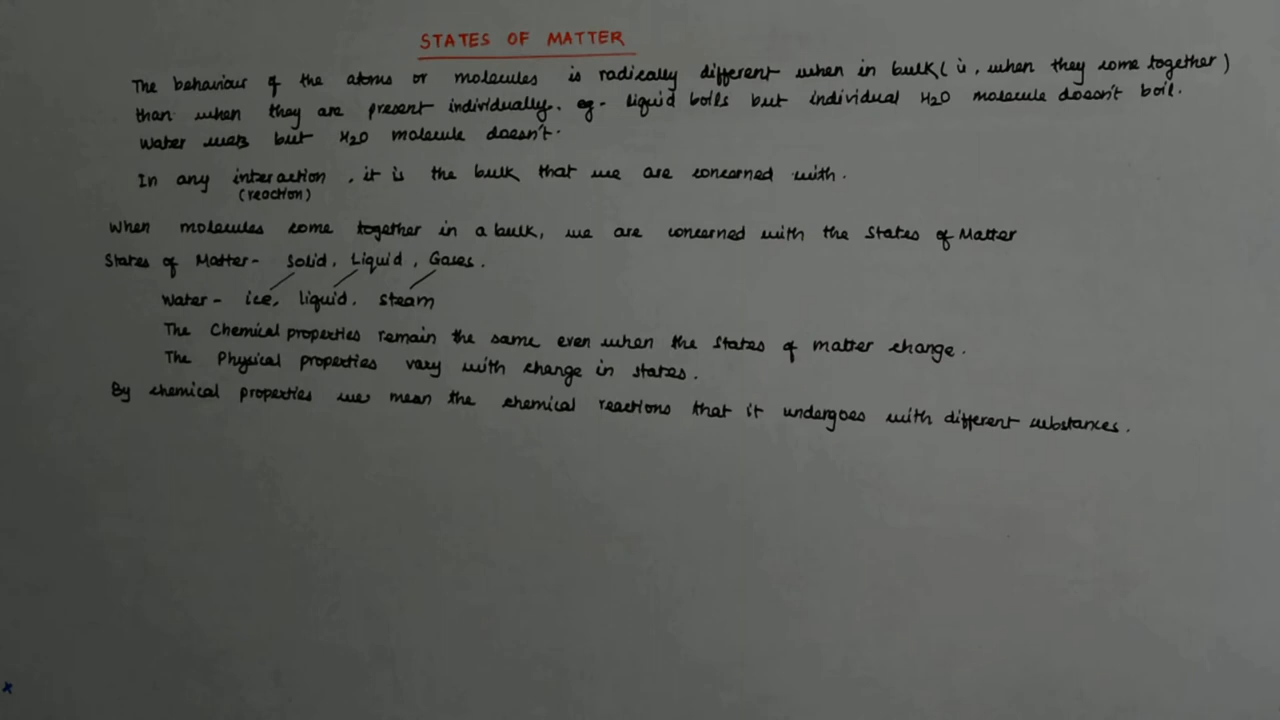 STATES OF MATTER
The behaviour of the atoms or molecules is radically different when in bulk (ie, when they come together)
than when they are present individually. eg- liquid boils but individual H2O molecule doesn't boil.
Water wets but H2O molecule doesn't.
In any interaction, it is the bulk that we are concerned with.
(reaction)
When molecules come together in a bulk, we are concerned with the States of Matter
States of Matter- Solid, Liquid, Gases.
Water- ice, liquid, steam
The Chemical properties remain the same even when the States of matter change.
The Physical properties vary with change in states.
By chemical properties we mean the chemical reactions that it undergoes with different substances.
x